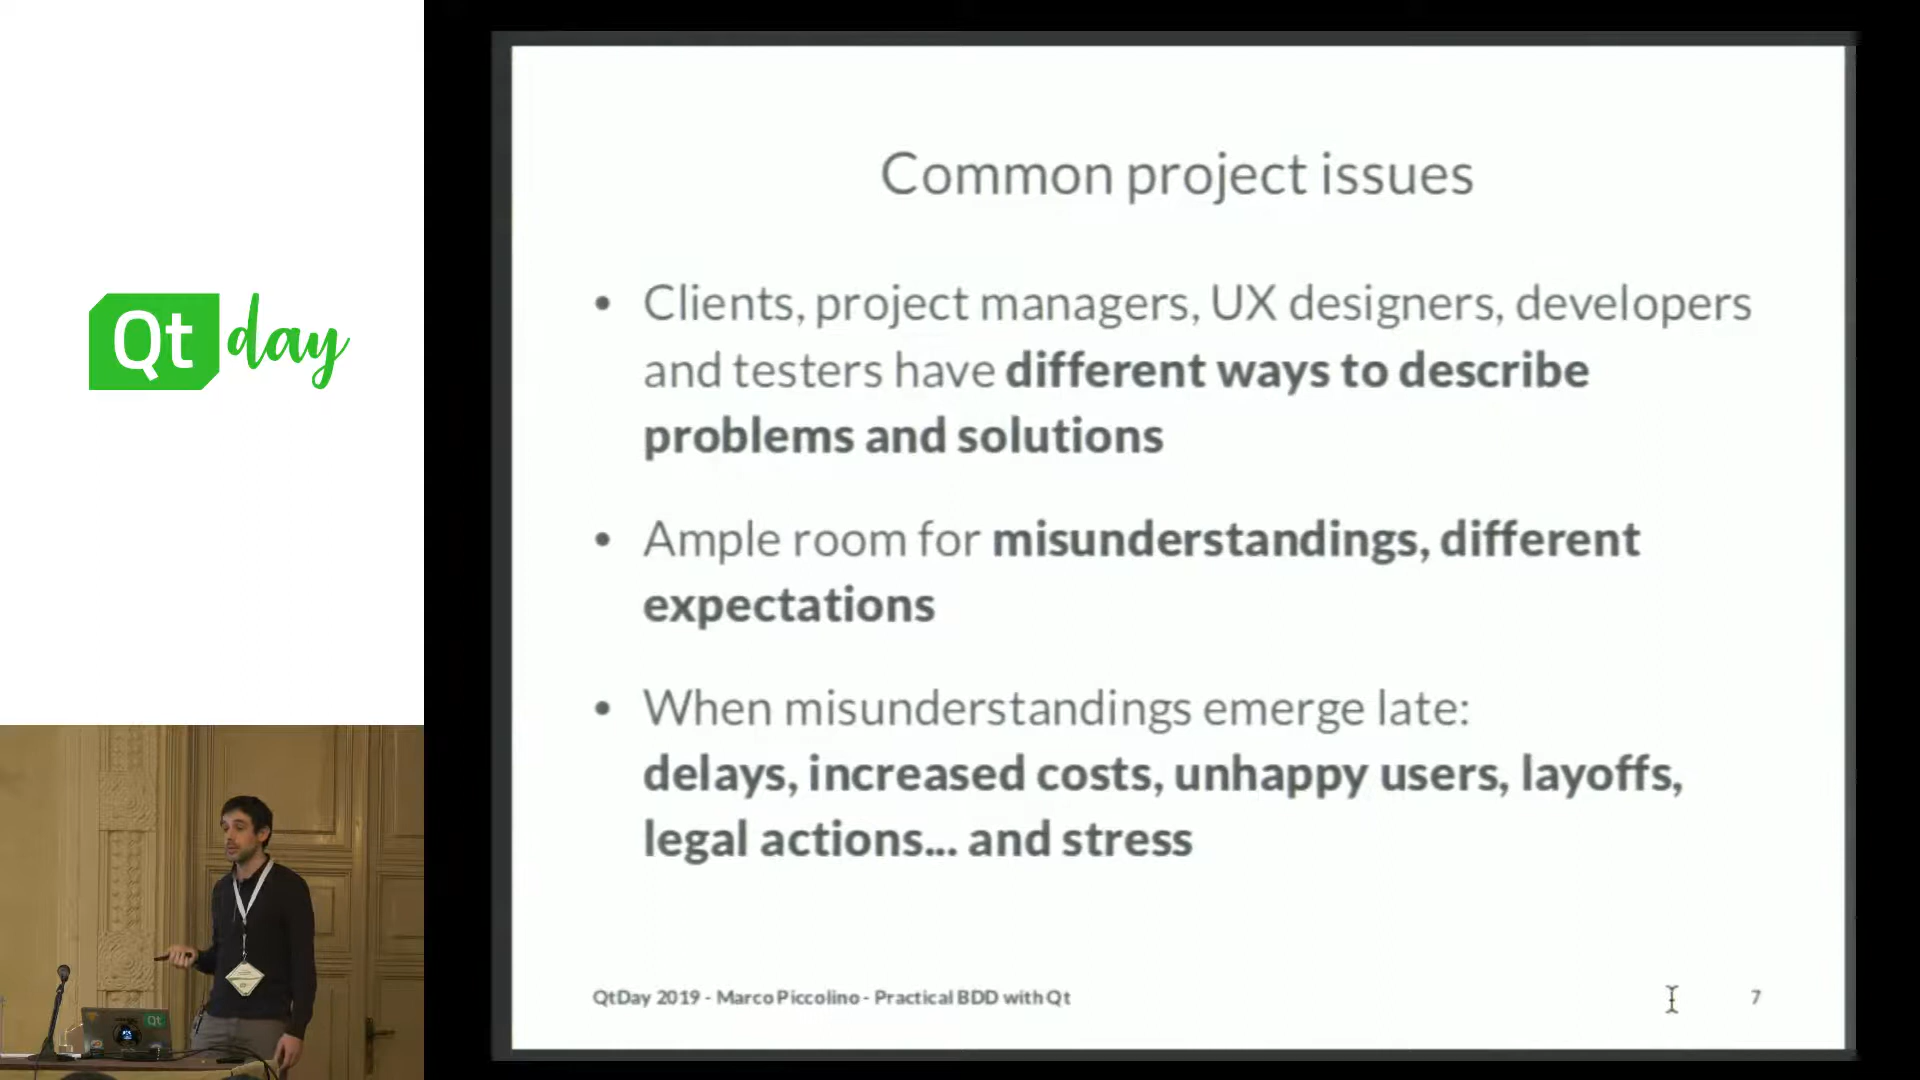 Qt day
Common project issues
• Clients, project managers, UX designers, developers
and testers have different ways to describe
problems and solutions
• Ample room for misunderstandings, different
expectations
• When misunderstandings emerge late:
delays, increased costs, unhappy users, layoffs,
legal actions... and stress
QtDay 2019 - Marco Piccolino - Practical BDD with Qt
7
Qt